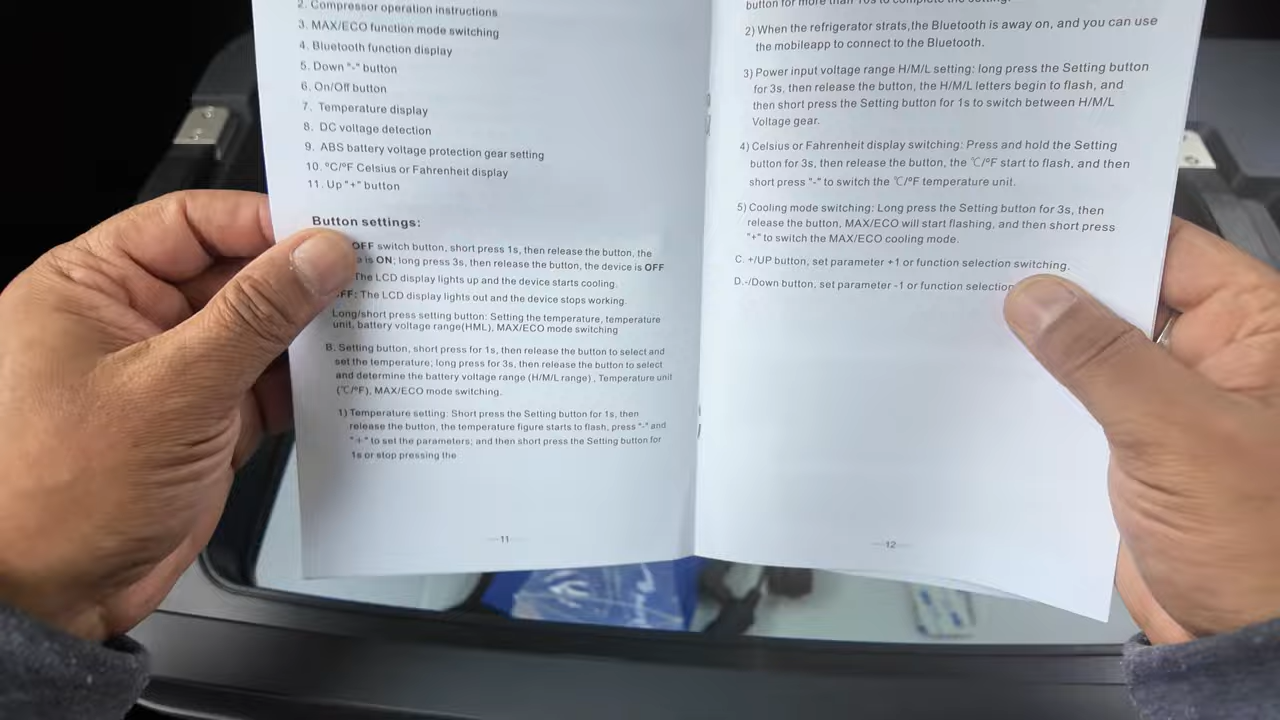 2. Compressor operation instructions
3. MAX/ECO function mode switching
4. Bluetooth function display
5. Down "-" button
6. On/Off button
7. Temperature display
8. DC voltage detection
9. ABS battery voltage protection gear setting
10. ºC/ºF Celsius or Fahrenheit display
11. Up "+" button
Button settings:
OFF switch button, short press 1s, then release the button, the
is ON; long press 3s, then release the button, the device is OFF
The LCD display lights up and the device starts cooling.
FF: The LCD display lights out and the device stops working.
Long/short press setting button: Setting the temperature, temperature
unit, battery voltage range(HML), MAX/ECO mode switching
B. Setting button, short press for 1s, then release the button to select and
set the temperature; long press for 3s, then release the button to select
and determine the battery voltage range (H/M/L range) , Temperature unit
(℃/ºF), MAX/ECO mode switching.
1) Temperature setting: Short press the Setting button for 1s, then
release the button, the temperature figure starts to flash, press "-" and
"＋" to set the parameters; and then short press the Setting button for
1s or stop pressing the
11
button for more than 10s to complete the setting.
2) When the refrigerator strats,the Bluetooth is away on, and you can use
the mobileapp to connect to the Bluetooth.
3) Power input voltage range H/M/L setting: long press the Setting button
for 3s, then release the button, the H/M/L letters begin to flash, and
then short press the Setting button for 1s to switch between H/M/L
Voltage gear.
4) Celsius or Fahrenheit display switching: Press and hold the Setting
button for 3s, then release the button, the ℃/ºF start to flash, and then
short press "-" to switch the ℃/ºF temperature unit.
5) Cooling mode switching: Long press the Setting button for 3s, then
release the button, MAX/ECO will start flashing, and then short press
"+" to switch the MAX/ECO cooling mode.
C. +/UP button, set parameter +1 or function selection switching.
D.-/Down button, set parameter -1 or function selection
12